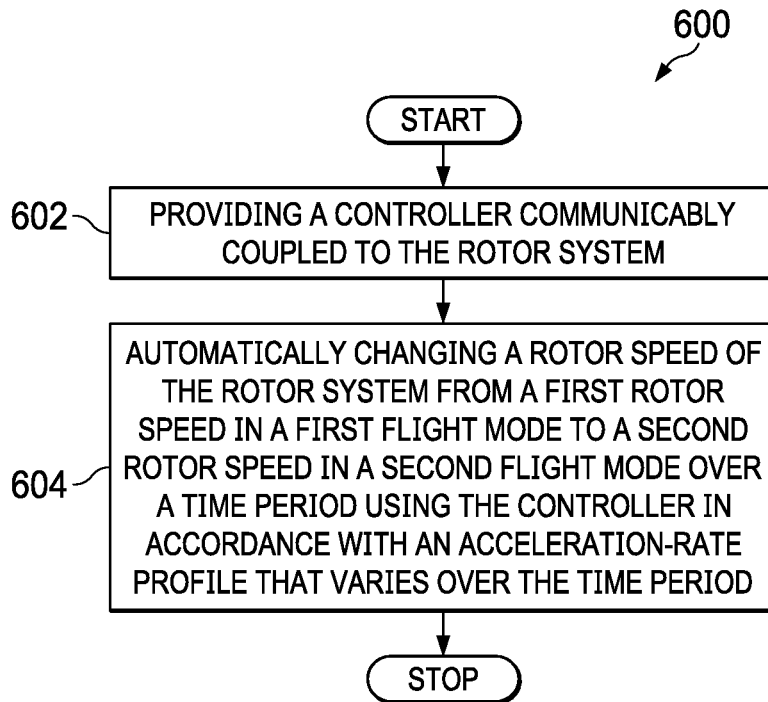 600
START
602
PROVIDING A CONTROLLER COMMUNICABLY
COUPLED TO THE ROTOR SYSTEM
AUTOMATICALLY CHANGING A ROTOR SPEED OF
THE ROTOR SYSTEM FROM A FIRST ROTOR
SPEED IN A FIRST FLIGHT MODE TO A SECOND
ROTOR SPEED IN A SECOND FLIGHT MODE OVER
604
A TIME PERIOD USING THE CONTROLLER IN
ACCORDANCE WITH AN ACCELERATION-RATE
PROFILE THAT VARIES OVER THE TIME PERIOD
STOP